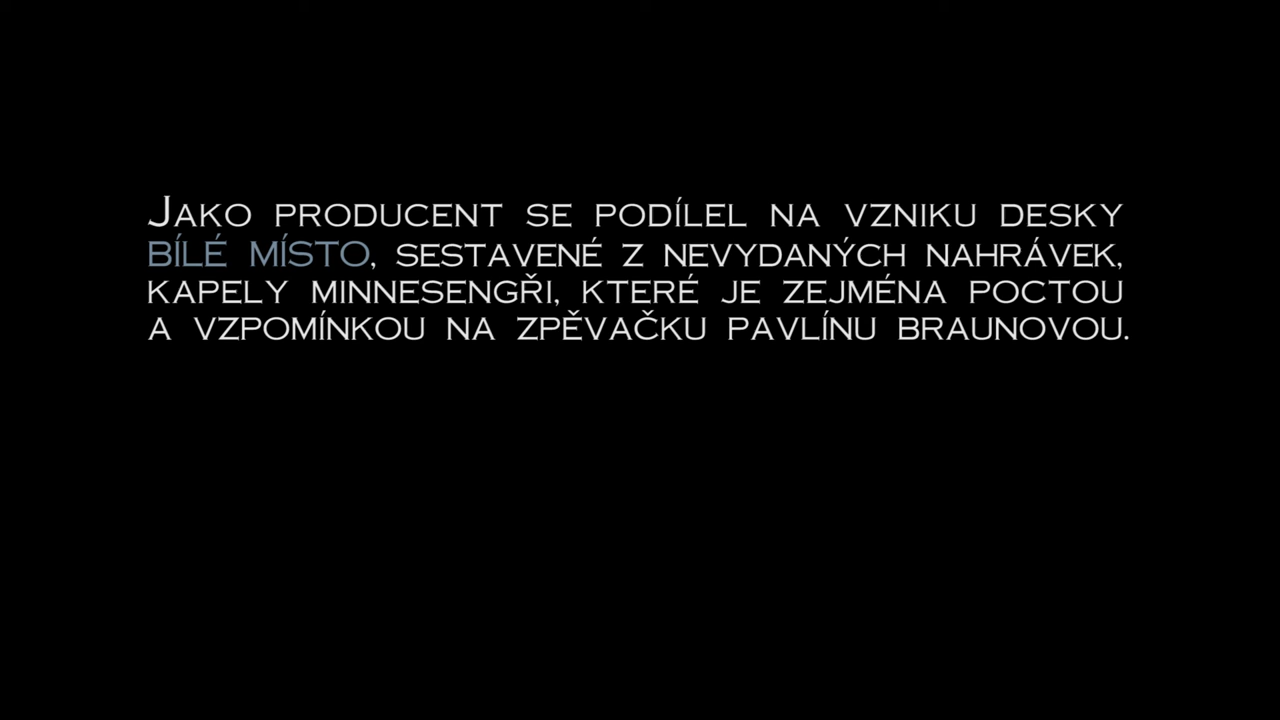 Jako producent se podílel na vzniku desky
BÍLÉ MÍSTO, sestavené z nevydaných nahrávek,
kapely Minnesengři, které je zejména poctou
a vzpomínkou na zpěvačku Pavlínu Braunovou.